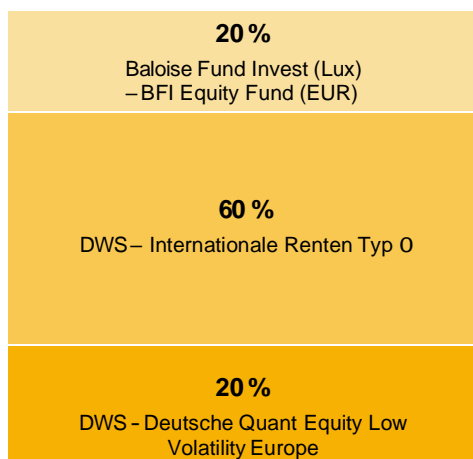 20 %
Baloise Fund Invest (Lux)
– BFI Equity Fund (EUR)
60 %
DWS – Internationale Renten Typ O
20 %
DWS - Deutsche Quant Equity Low
Volatility Europe